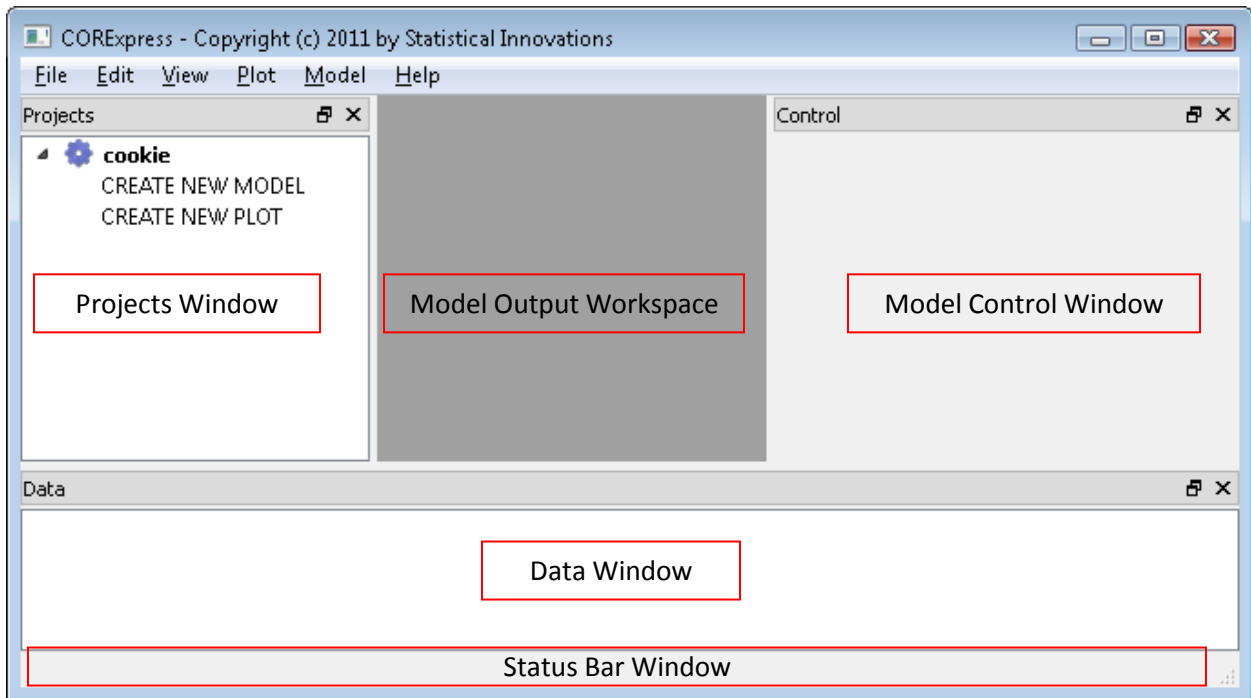 CORExpress - Copyright (c) 2011 by Statistical Innovations
File Edit View Plot Model Help
Projects
Control
cookie
CREATE NEW MODEL
CREATE NEW PLOT
Projects Window
Model Output Workspace
Model Control Window
Data
Data Window
Status Bar Window